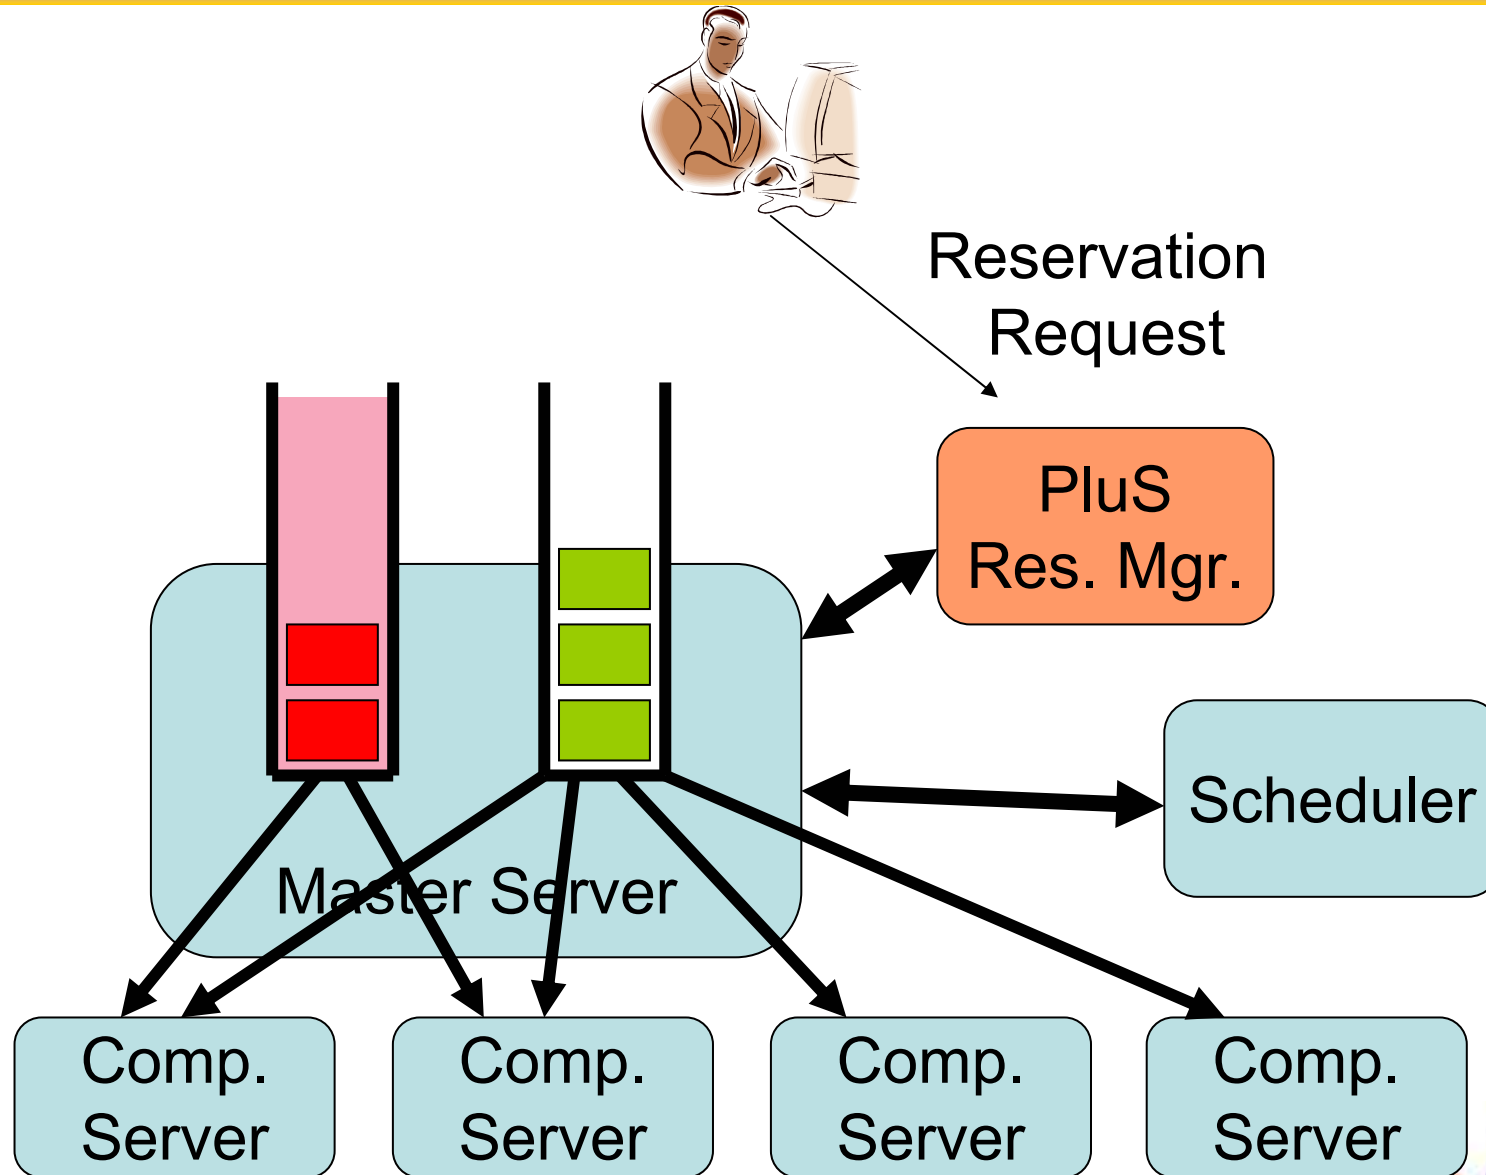 Reservation
Request
PluS
Res. Mgr.
Scheduler
Master Server
Comp.
Server
Comp.
Server
Comp.
Server
Comp.
Server